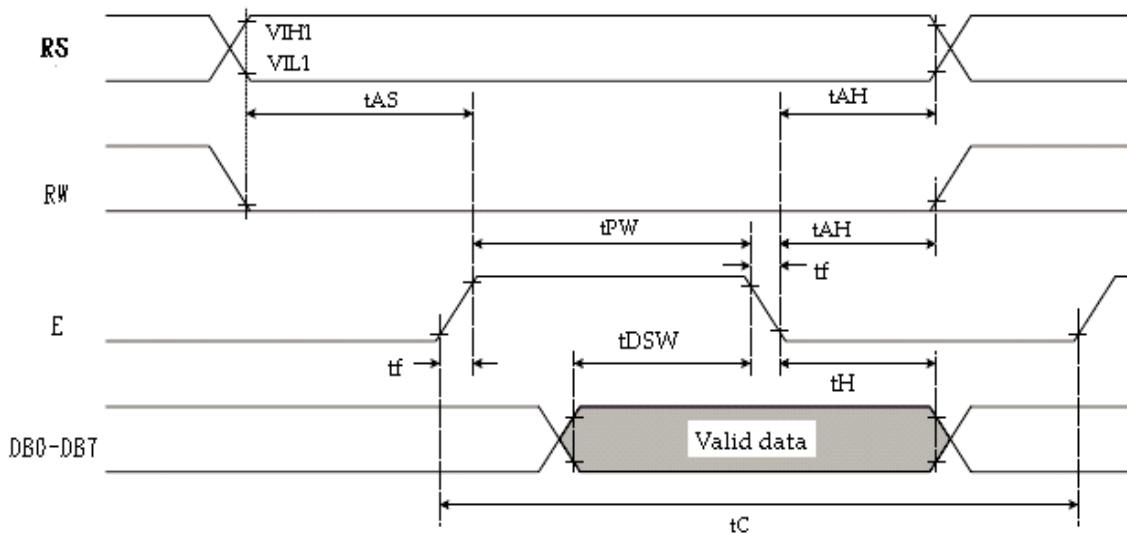 RS
VIH1
VIL1
tAS
tAH
RW
tPW
tAH
tf
E
tDSW
tf
tH
DB0-DB7
Valid data
tC